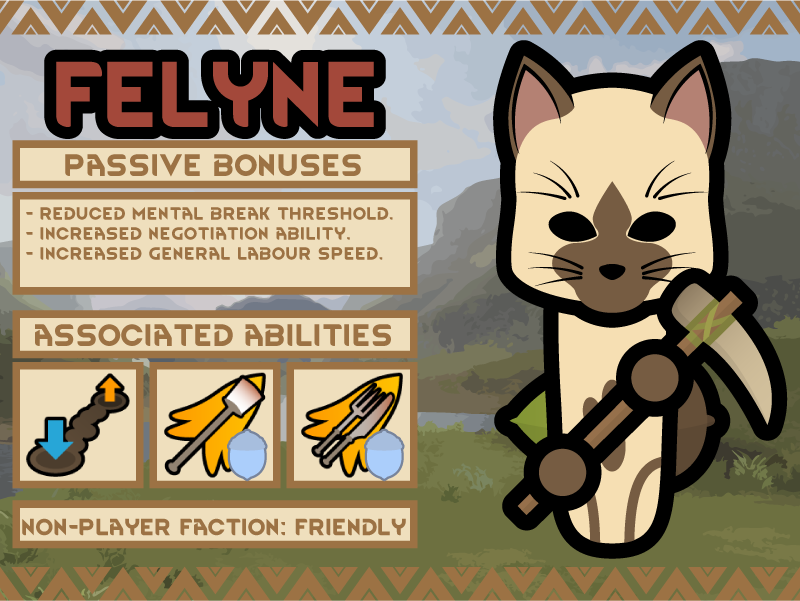 FELYNE
PASSIVE BONUSES
- REDUCED MENTAL BREAK THRESHOLD.
- INCREASED NEGOTIATION ABILITY.
- INCREASED GENERAL LABOUR SPEED.
ASSOCIATED ABILITIES
NON-PLAYER FACTION: FRIENDLY